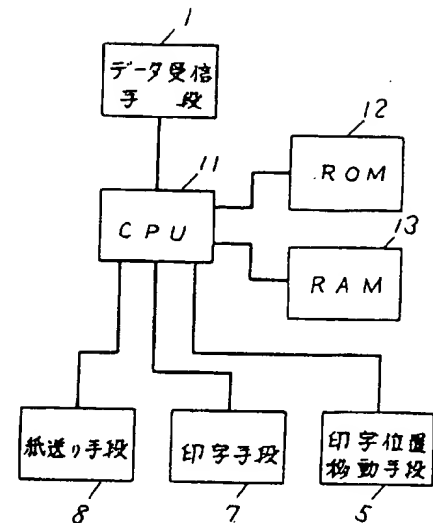 1
データ受信
手段
12
ROM
11
CPU
13
RAM
紙送り手段
印字手段
印字位置
移動手段
8
7
5